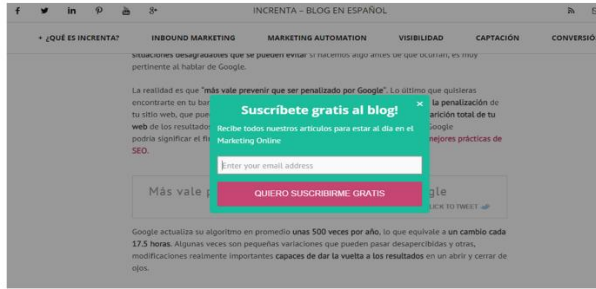 INCRENTA – BLOG EN ESPAÑOL
+ ¿QUÉ ES INCRENTA? INBOUND MARKETING MARKETING AUTOMATION VISIBILIDAD CAPTACIÓN CONVERSIÓ
situaciones desagradables que se pueden evitar si hacemos algo antes de que ocurran, es muy
pertinente al hablar de Google.
La realidad es que “más vale prevenir que ser penalizado por Google”. Lo último que quisieras
encontrarte en tu ban la penalización de
tu sitio web, que pue arición total de tu
web de los resultados Google
podría significar el fi mejores prácticas de
SEO.
Suscríbete gratis al blog!
×
Recibe todos nuestros artículos para estar al día en el
Marketing Online
Enter your email address
QUIERO SUSCRIBIRME GRATIS
Más vale p gle
ICK TO TWEET
Google actualiza su algoritmo en promedio unas 500 veces por año, lo que equivale a un cambio cada
17.5 horas. Algunas veces son pequeñas variaciones que pueden pasar desapercibidas y otras,
modificaciones realmente importantes capaces de dar la vuelta a los resultados en un abrir y cerrar de
ojos.